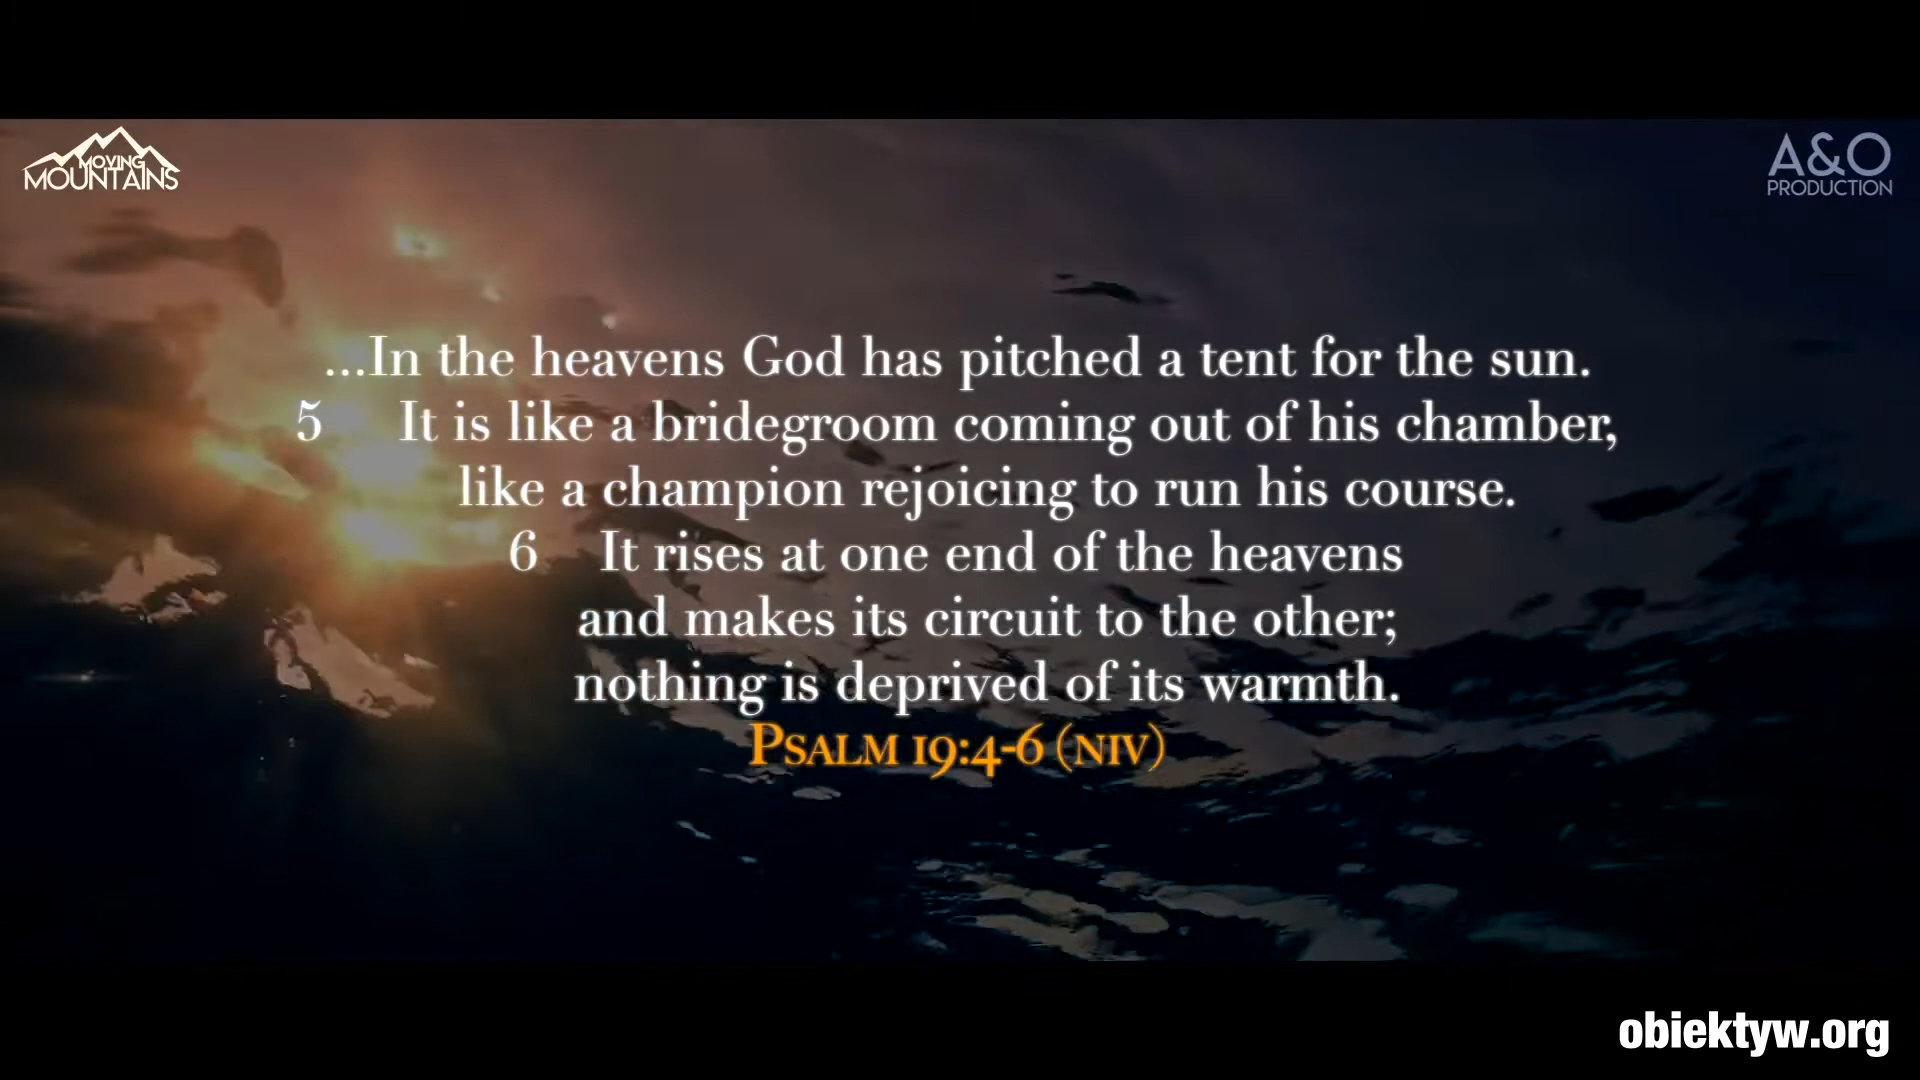 MOVING
MOUNTAINS
A&O
PRODUCTION
...In the heavens God has pitched a tent for the sun.
5 It is like a bridegroom coming out of his chamber,
like a champion rejoicing to run his course.
6 It rises at one end of the heavens
and makes its circuit to the other;
nothing is deprived of its warmth.
PSALM 19:4-6 (NIV)
obiektyw.org